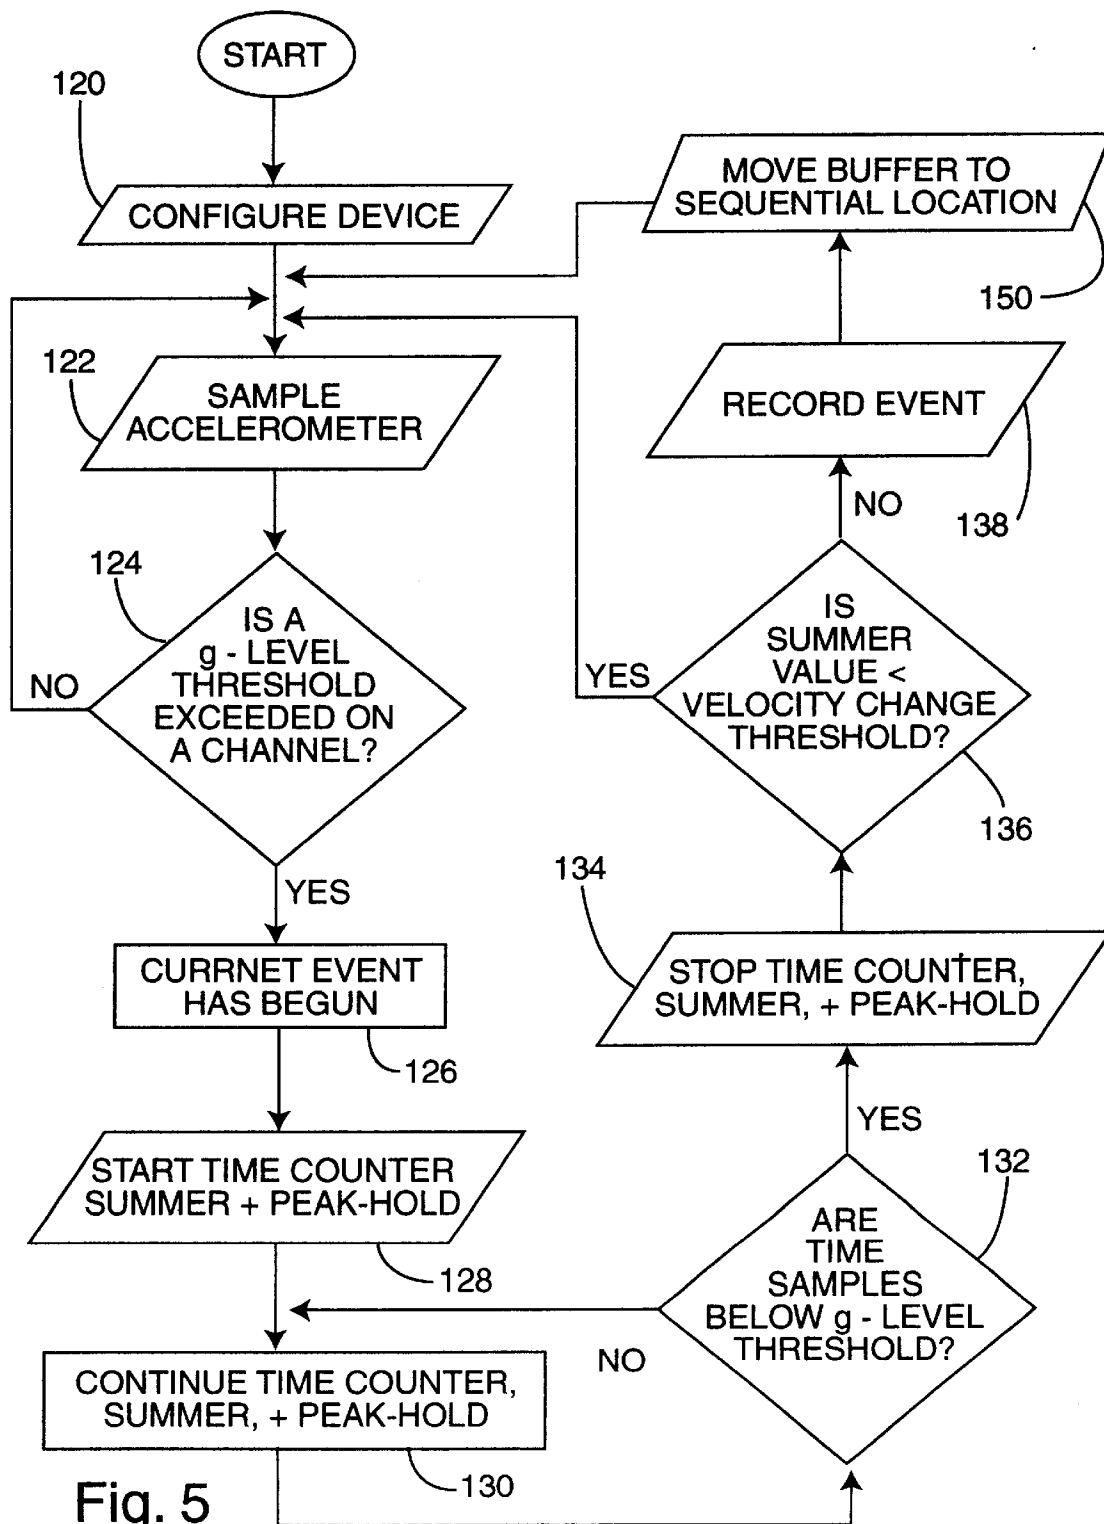 START
120
CONFIGURE DEVICE
MOVE BUFFER TO
SEQUENTIAL LOCATION
150
122
SAMPLE
ACCELEROMETER
RECORD EVENT
138
NO
124
IS A
g - LEVEL
THRESHOLD
EXCEEDED ON
A CHANNEL?
NO
YES
IS
SUMMER
VALUE <
VELOCITY CHANGE
THRESHOLD?
YES
136
134
CURRNET EVENT
HAS BEGUN
126
STOP TIME COUNTER,
SUMMER, + PEAK-HOLD
YES
START TIME COUNTER
SUMMER + PEAK-HOLD
128
132
ARE
TIME
SAMPLES
BELOW g - LEVEL
THRESHOLD?
NO
CONTINUE TIME COUNTER,
SUMMER, + PEAK-HOLD
130
Fig. 5